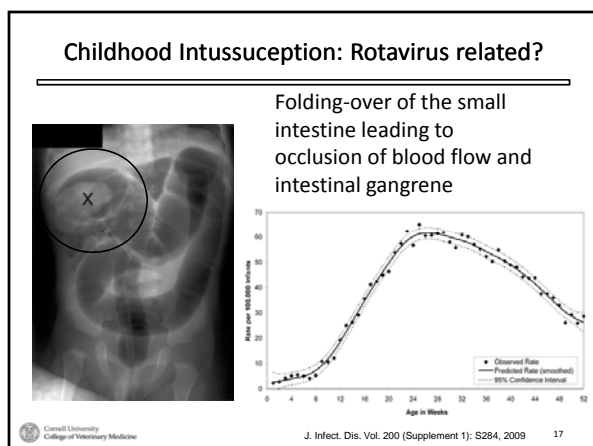 Childhood Intussuception: Rotavirus related?
Folding-over of the small
intestine leading to
occlusion of blood flow and
intestinal gangrene
X
70
60
50
40
30
20
10
0
Rate per 100,000 Infants
0 4 8 12 16 20 24 28 32 36 40 44 48 52
Age in Weeks
Observed Rate
Predicted Rate (smoothed)
95% Confidence Interval
Cornell University
College of Veterinary Medicine
J. Infect. Dis. Vol. 200 (Supplement 1): S284, 2009
17